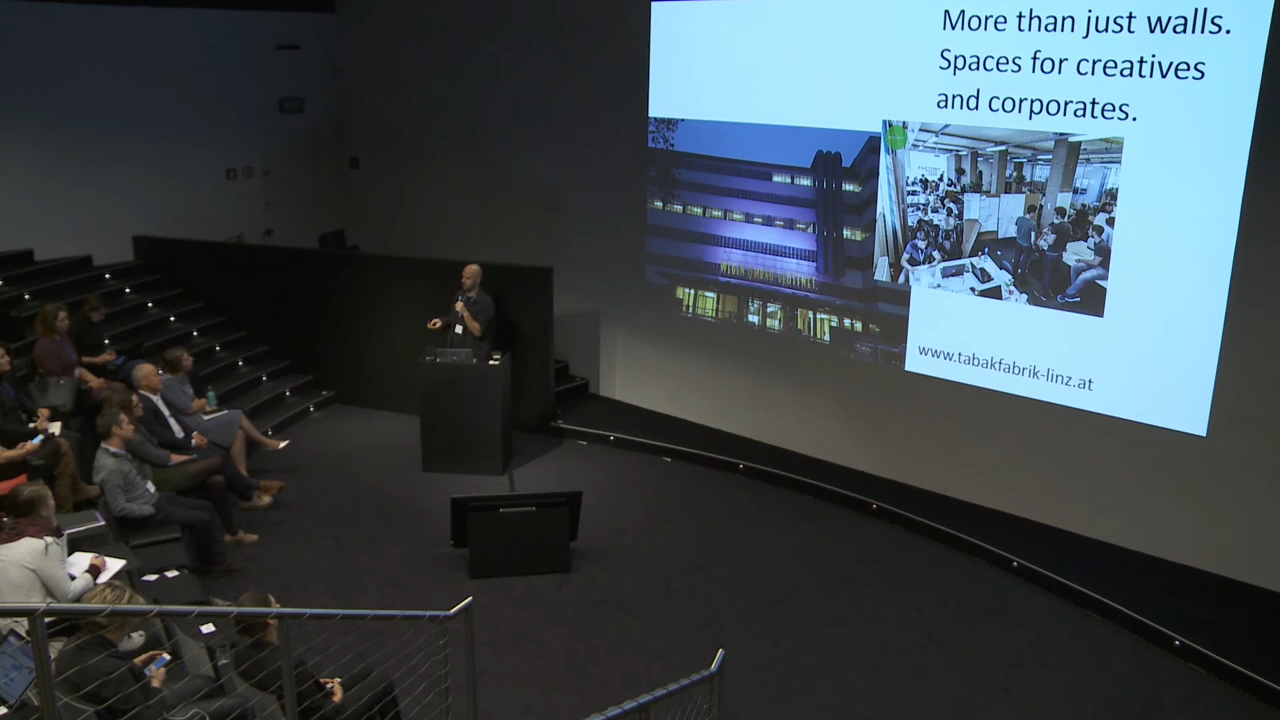 More than just walls.
Spaces for creatives
and corporates.
www.tabakfabrik-linz.at